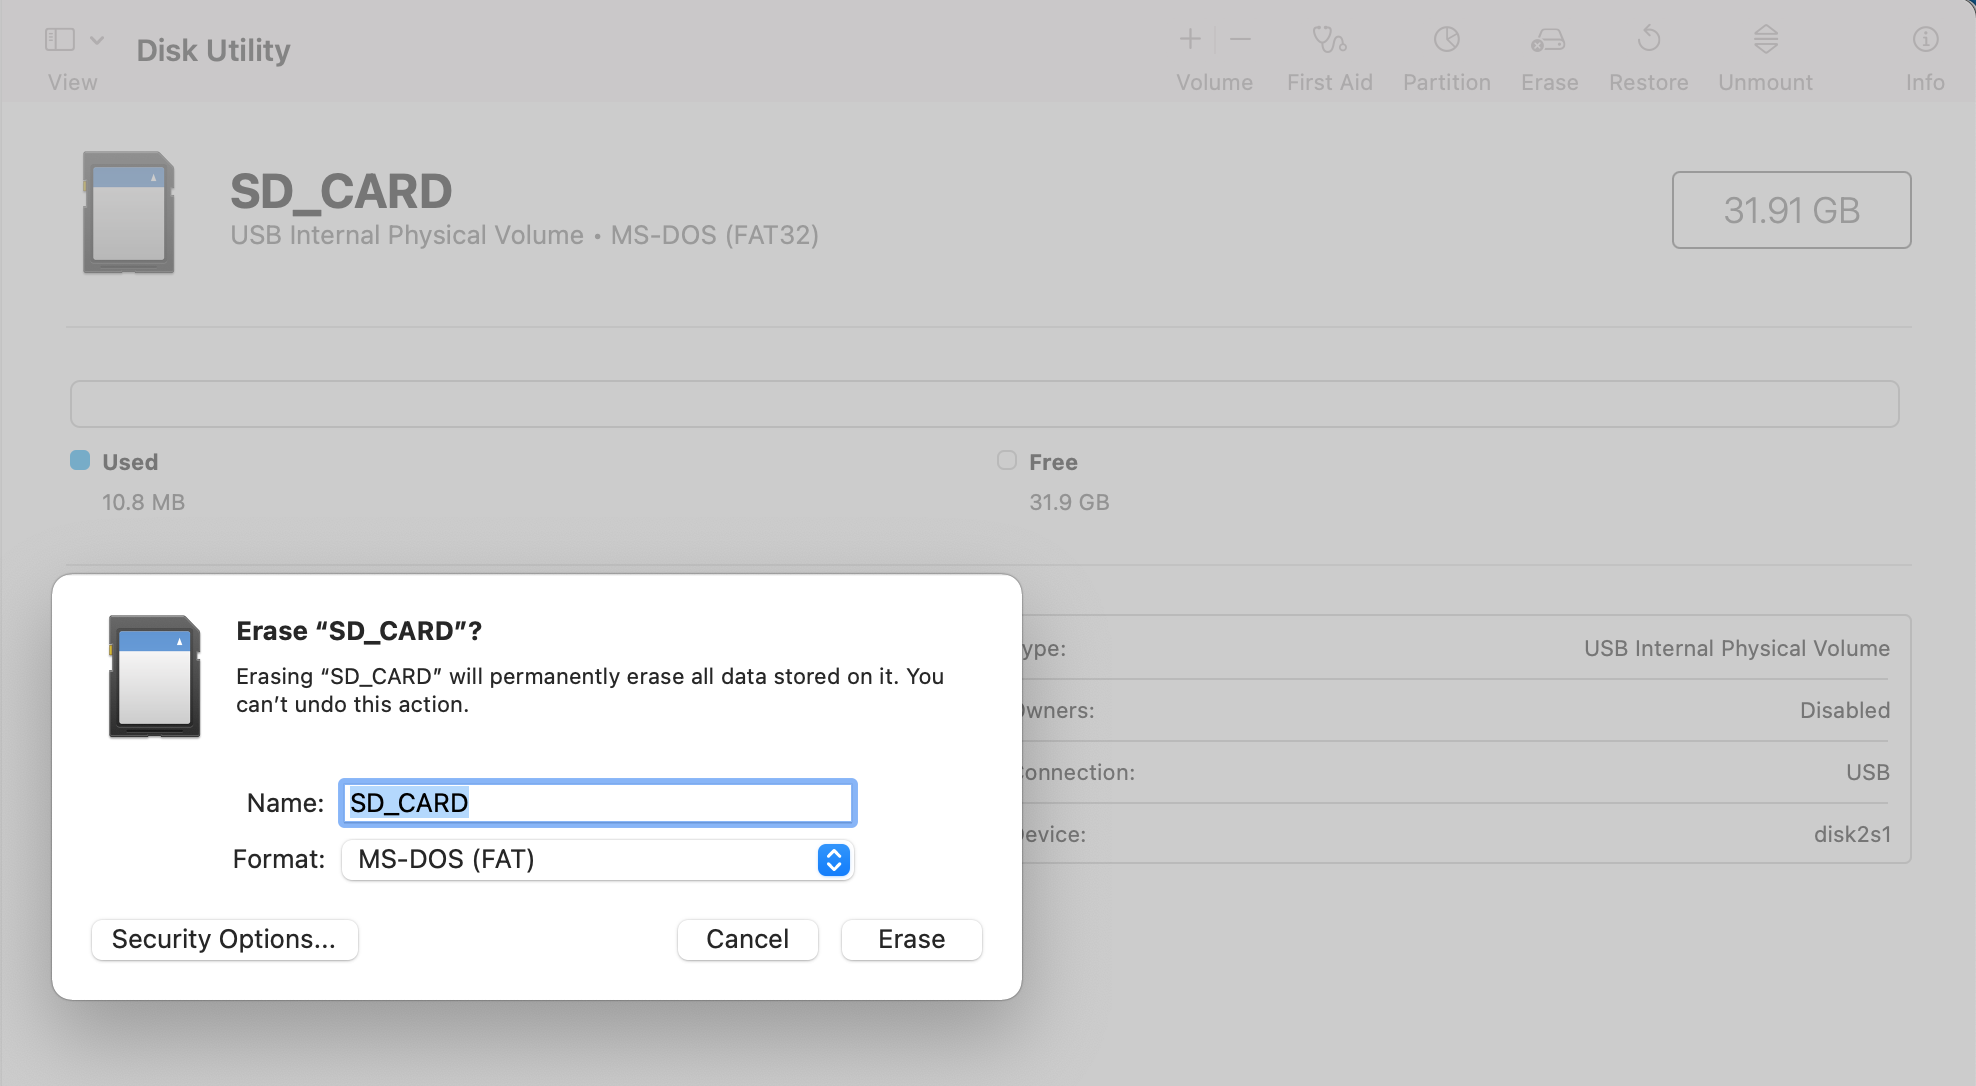 Disk Utility
View
Volume
First Aid
Partition
Erase
Restore
Unmount
Info
SD_CARD
USB Internal Physical Volume • MS-DOS (FAT32)
31.91 GB
Used
10.8 MB
Free
31.9 GB
Erase “SD_CARD”?
Erasing “SD_CARD” will permanently erase all data stored on it. You
can’t undo this action.
Name: SD_CARD
Format: MS-DOS (FAT)
Security Options...
Cancel
Erase
ype: USB Internal Physical Volume
wners: Disabled
onnection: USB
evice: disk2s1